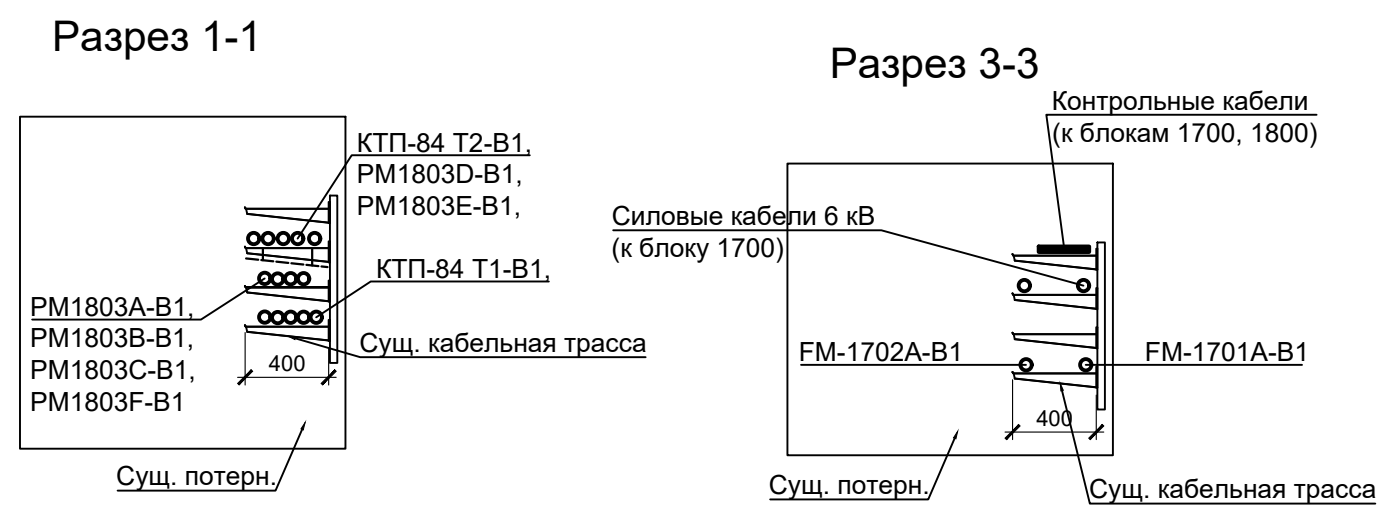 Разрез 1-1
КТП-84 Т2-В1,
РМ1803D-В1,
РМ1803Е-В1,
КТП-84 Т1-В1,
РМ1803А-В1,
РМ1803В-В1,
РМ1803С-В1,
РМ1803F-В1
Сущ. кабельная трасса
400
Сущ. потерн.
Разрез 3-3
Контрольные кабели
(к блокам 1700, 1800)
Силовые кабели 6 кВ
(к блоку 1700)
FM-1702A-B1
FM-1701A-B1
400
Сущ. потерн.
Сущ. кабельная трасса